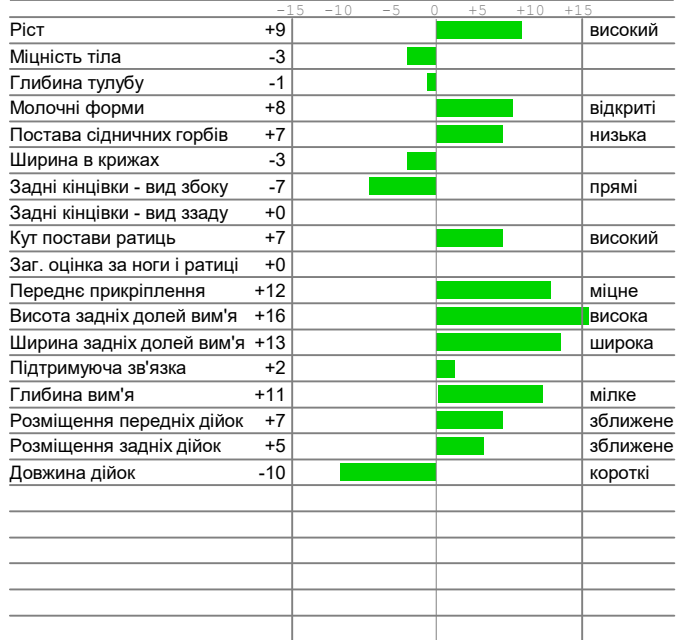 -15 -10 -5 0 +5 +10 +15
Ріст +9 високий
Міцність тіла -3
Глибина тулубу -1
Молочні форми +8 відкриті
Постава сідничних горбів +7 низька
Ширина в крижах -3
Задні кінцівки - вид збоку -7 прямі
Задні кінцівки - вид ззаду +0
Кут постави ратиць +7 високий
Заг. оцінка за ноги і ратиці +0
Переднє прикріплення +12 міцне
Висота задніх долей вим'я +16 висока
Ширина задніх долей вим'я +13 широка
Підтримуюча зв'язка +2
Глибина вим'я +11 мілке
Розміщення передніх дійок +7 зближене
Розміщення задніх дійок +5 зближене
Довжина дійок -10 короткі